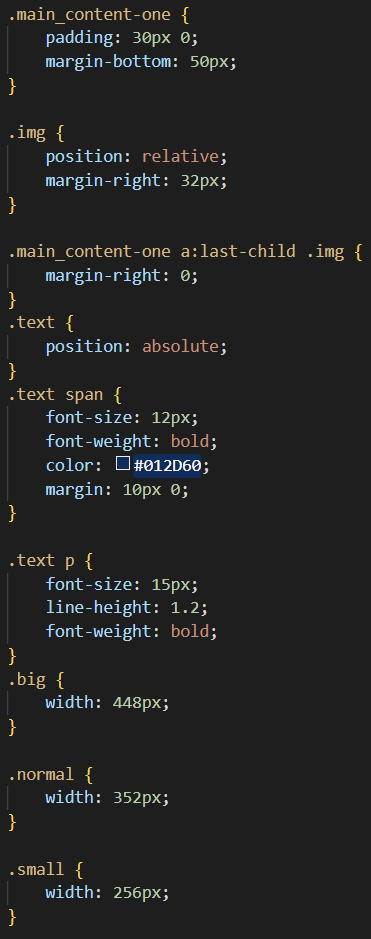 .main_content-one {
    padding: 30px 0;
    margin-bottom: 50px;
}

.img {
    position: relative;
    margin-right: 32px;
}

.main_content-one a:last-child .img {
    margin-right: 0;
}
.text {
    position: absolute;
}
.text span {
    font-size: 12px;
    font-weight: bold;
    color: #012D60;
    margin: 10px 0;
}

.text p {
    font-size: 15px;
    line-height: 1.2;
    font-weight: bold;
}
.big {
    width: 448px;
}

.normal {
    width: 352px;
}

.small {
    width: 256px;
}